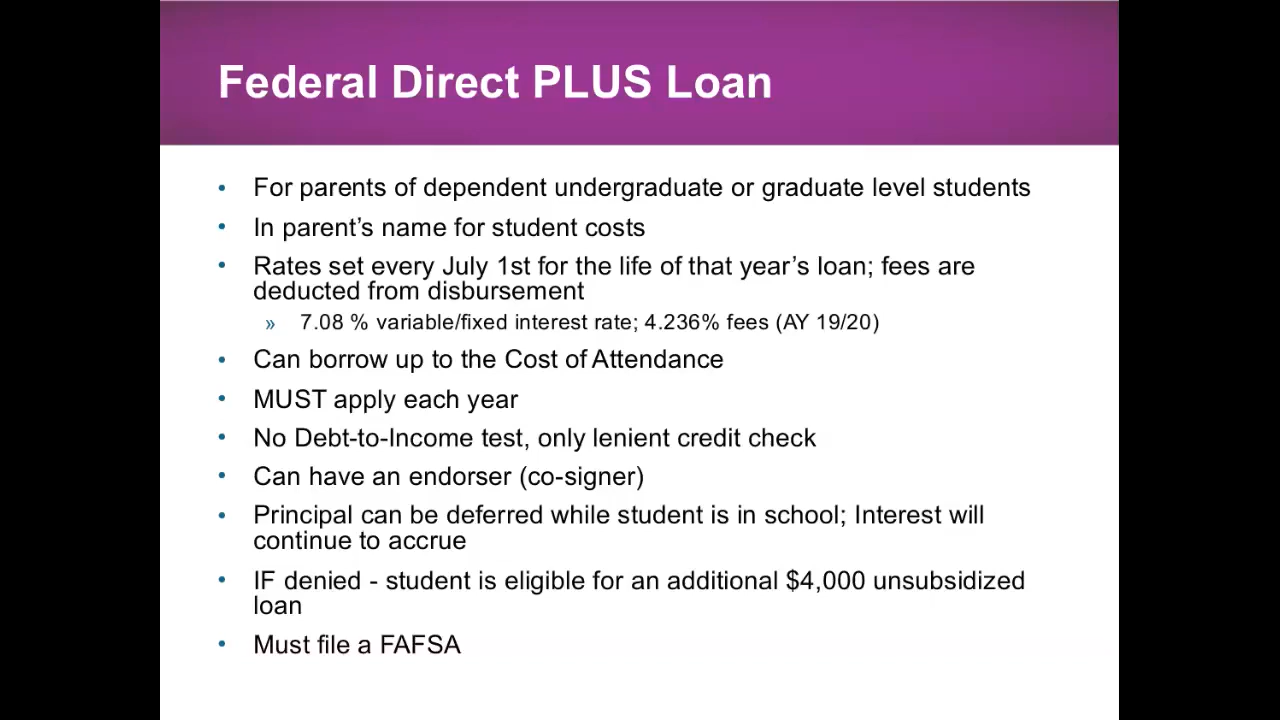 Federal Direct PLUS Loan
• For parents of dependent undergraduate or graduate level students
• In parent’s name for student costs
• Rates set every July 1st for the life of that year’s loan; fees are
deducted from disbursement
» 7.08 % variable/fixed interest rate; 4.236% fees (AY 19/20)
• Can borrow up to the Cost of Attendance
• MUST apply each year
• No Debt-to-Income test, only lenient credit check
• Can have an endorser (co-signer)
• Principal can be deferred while student is in school; Interest will
continue to accrue
• IF denied - student is eligible for an additional $4,000 unsubsidized
loan
• Must file a FAFSA